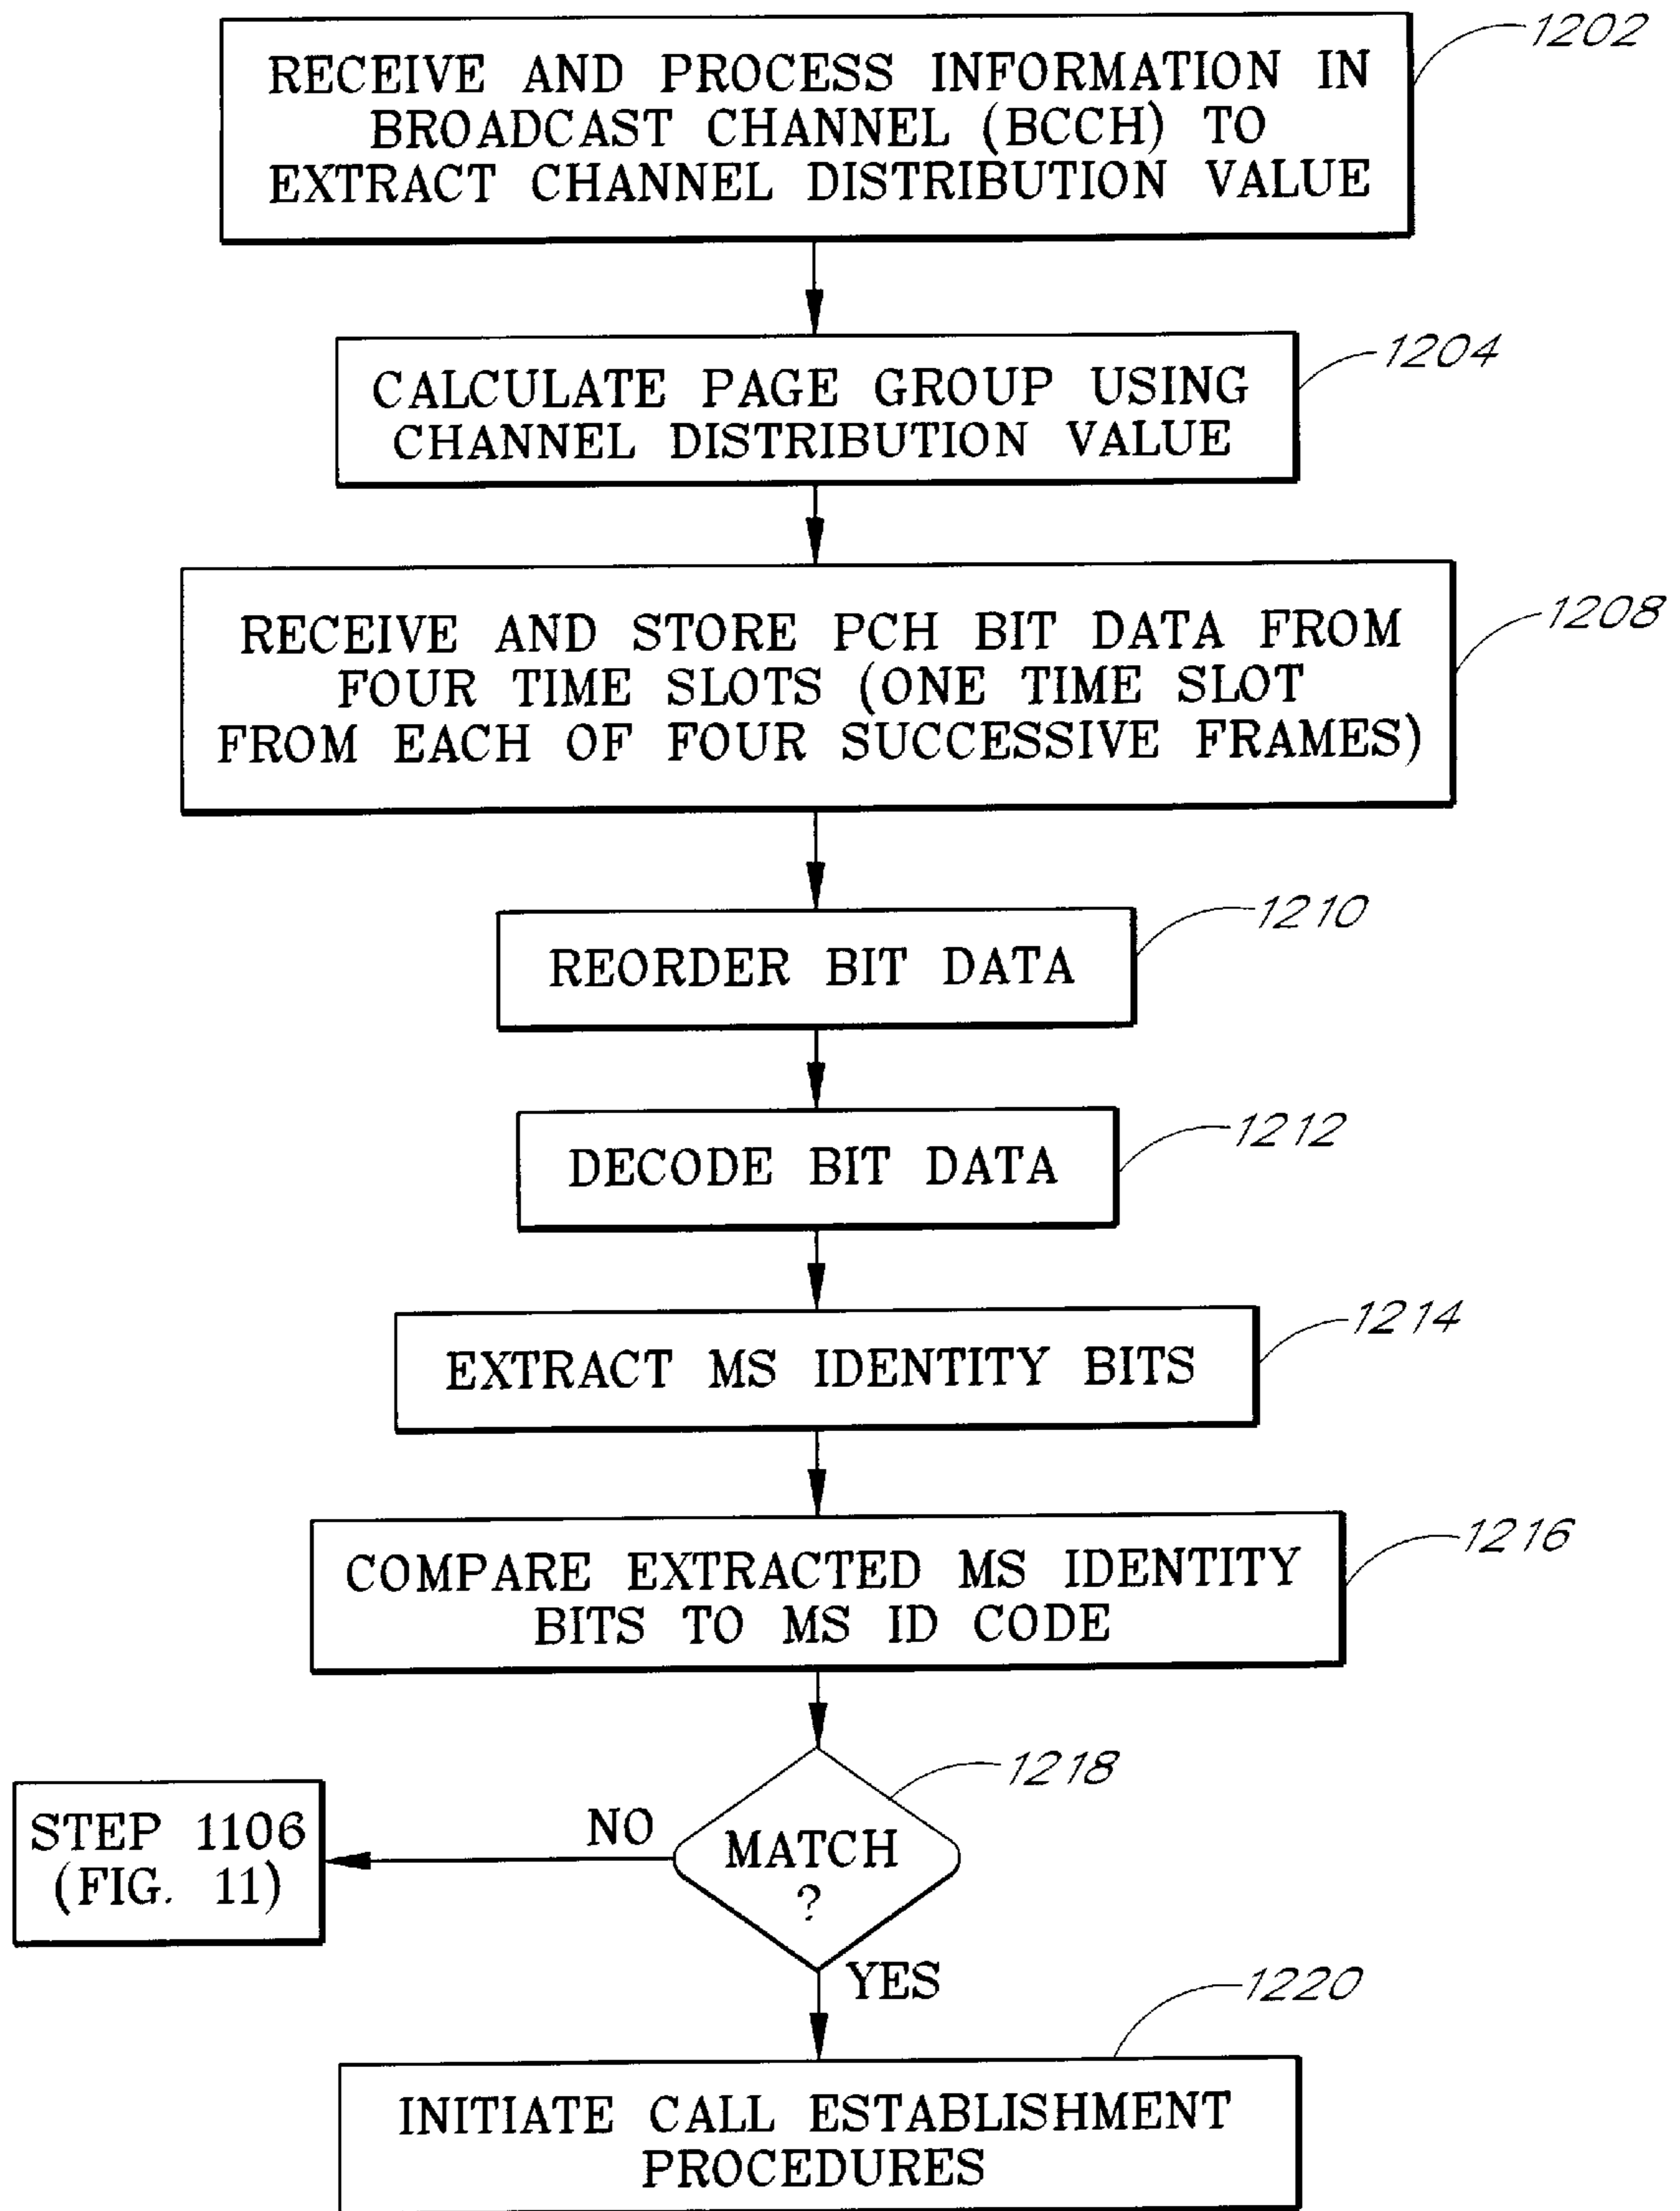 1202
RECEIVE AND PROCESS INFORMATION IN
BROADCAST CHANNEL (BCCH) TO
EXTRACT CHANNEL DISTRIBUTION VALUE
1204
CALCULATE PAGE GROUP USING
CHANNEL DISTRIBUTION VALUE
1208
RECEIVE AND STORE PCH BIT DATA FROM
FOUR TIME SLOTS (ONE TIME SLOT
FROM EACH OF FOUR SUCCESSIVE FRAMES)
1210
REORDER BIT DATA
1212
DECODE BIT DATA
1214
EXTRACT MS IDENTITY BITS
1216
COMPARE EXTRACTED MS IDENTITY
BITS TO MS ID CODE
1218
MATCH
?
NO
STEP 1106
(FIG. 11)
YES
1220
INITIATE CALL ESTABLISHMENT
PROCEDURES